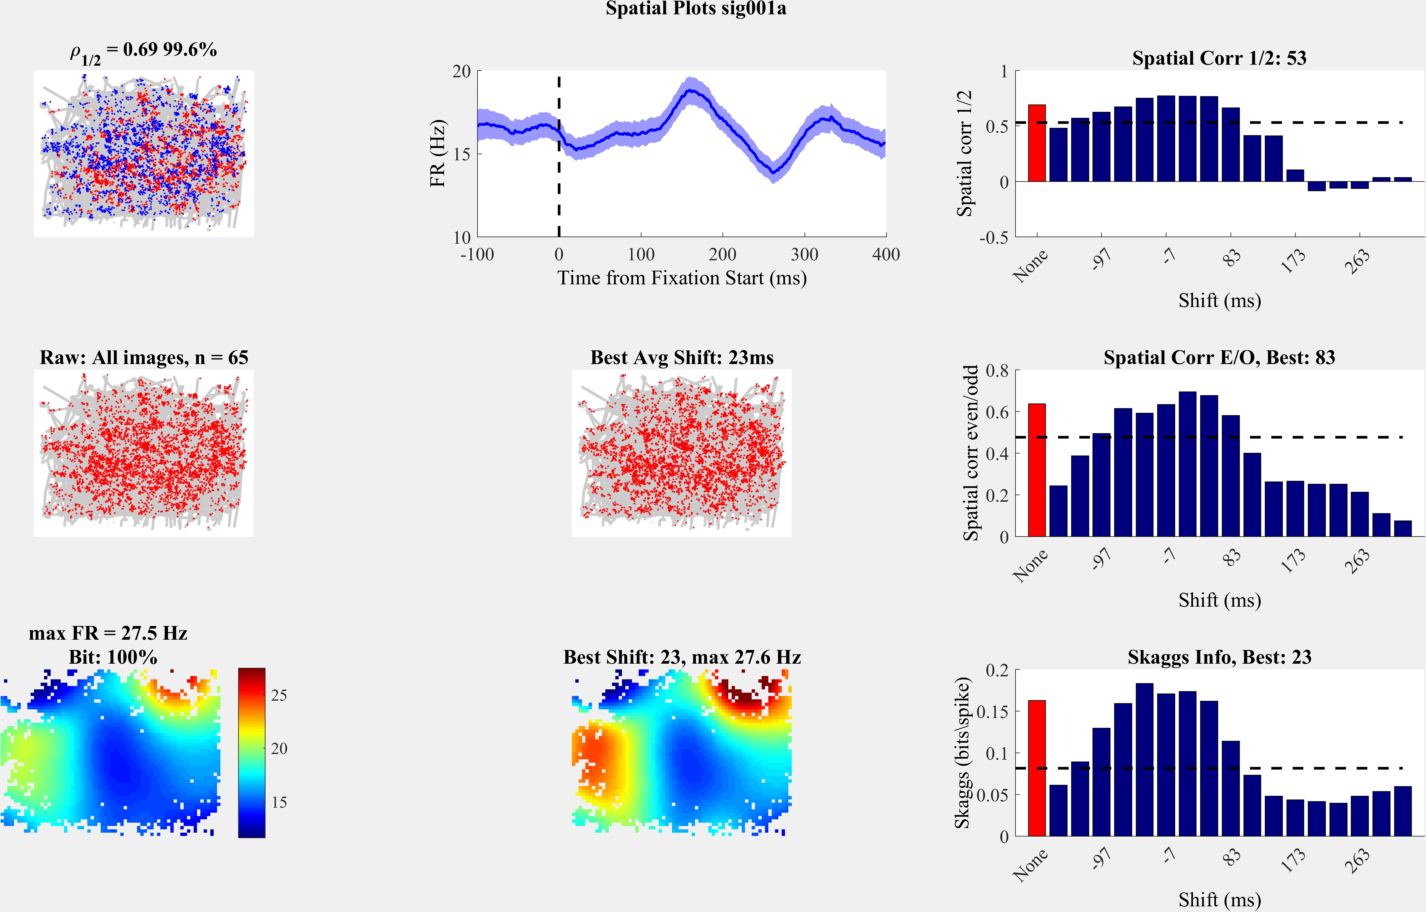 Spatial Plots sig001a
ρ1/2 = 0.69 99.6%
20
15
10
FR (Hz)
-100
0
100
200
300
400
Time from Fixation Start (ms)
Spatial Corr 1/2: 53
1
0.5
0
-0.5
Spatial corr 1/2
None
-97
-7
83
173
263
Shift (ms)
Raw: All images, n = 65
Best Avg Shift: 23ms
Spatial Corr E/O, Best: 83
0.8
0.6
0.4
0.2
0
Spatial corr even/odd
None
-97
-7
83
173
263
Shift (ms)
max FR = 27.5 Hz
Bit: 100%
25
20
15
Best Shift: 23, max 27.6 Hz
Skaggs Info, Best: 23
0.2
0.15
0.1
0.05
0
Skaggs (bits\spike)
None
-97
-7
83
173
263
Shift (ms)